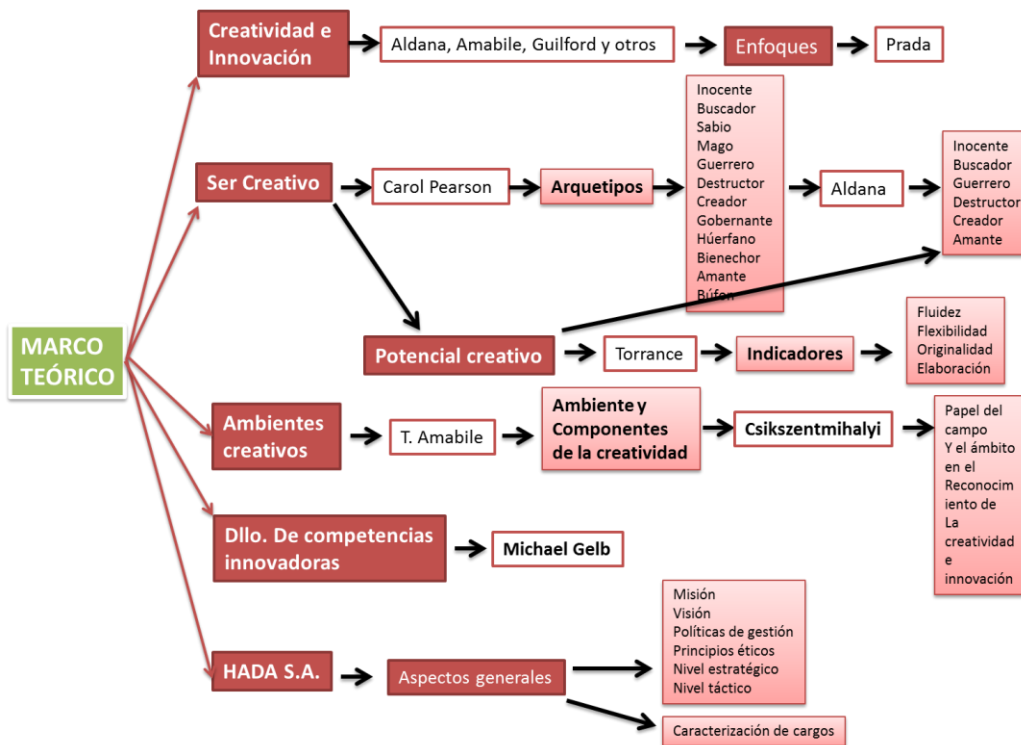 Creatividad e
Innovación
Aldana, Amabile, Guilford y otros
Enfoques
Prada
Inocente
Buscador
Sabio
Mago
Guerrero
Destructor
Creador
Gobernante
Húerfano
Bienechor
Amante
Búfon
Ser Creativo
Carol Pearson
Arquetipos
Aldana
Inocente
Buscador
Guerrero
Destructor
Creador
Amante
MARCO
TEÓRICO
Potencial creativo
Torrance
Indicadores
Fluidez
Flexibilidad
Originalidad
Elaboración
Ambientes
creativos
T. Amabile
Ambiente y
Componentes
de la creatividad
Csikszentmihalyi
Papel del
campo
Y el ámbito
en el
Reconocim
iento de
La
creatividad
e
innovación
Dllo. De competencias
innovadoras
Michael Gelb
HADA S.A.
Aspectos generales
Misión
Visión
Políticas de gestión
Principios éticos
Nivel estratégico
Nivel táctico
Caracterización de cargos